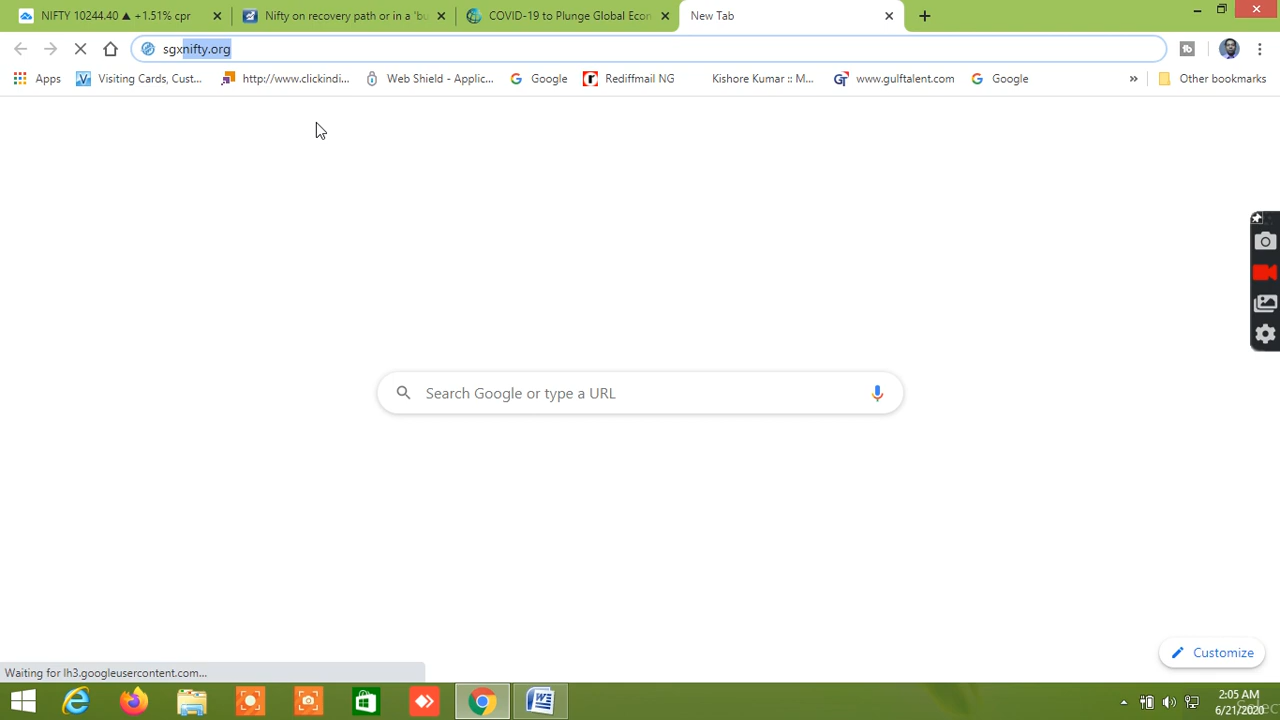 NIFTY 10244.40 ▲ +1.51% cpr
Nifty on recovery path or in a 'bu
COVID-19 to Plunge Global Econ
New Tab
sgxnifty.org
Apps
Visiting Cards, Cust...
http://www.clickindi...
Web Shield - Applic...
Google
Rediffmail NG
Kishore Kumar :: M...
www.gulftalent.com
Google
»
Other bookmarks
Search Google or type a URL
Customize
Waiting for lh3.googleusercontent.com...
2:05 AM
6/21/2020
Selec